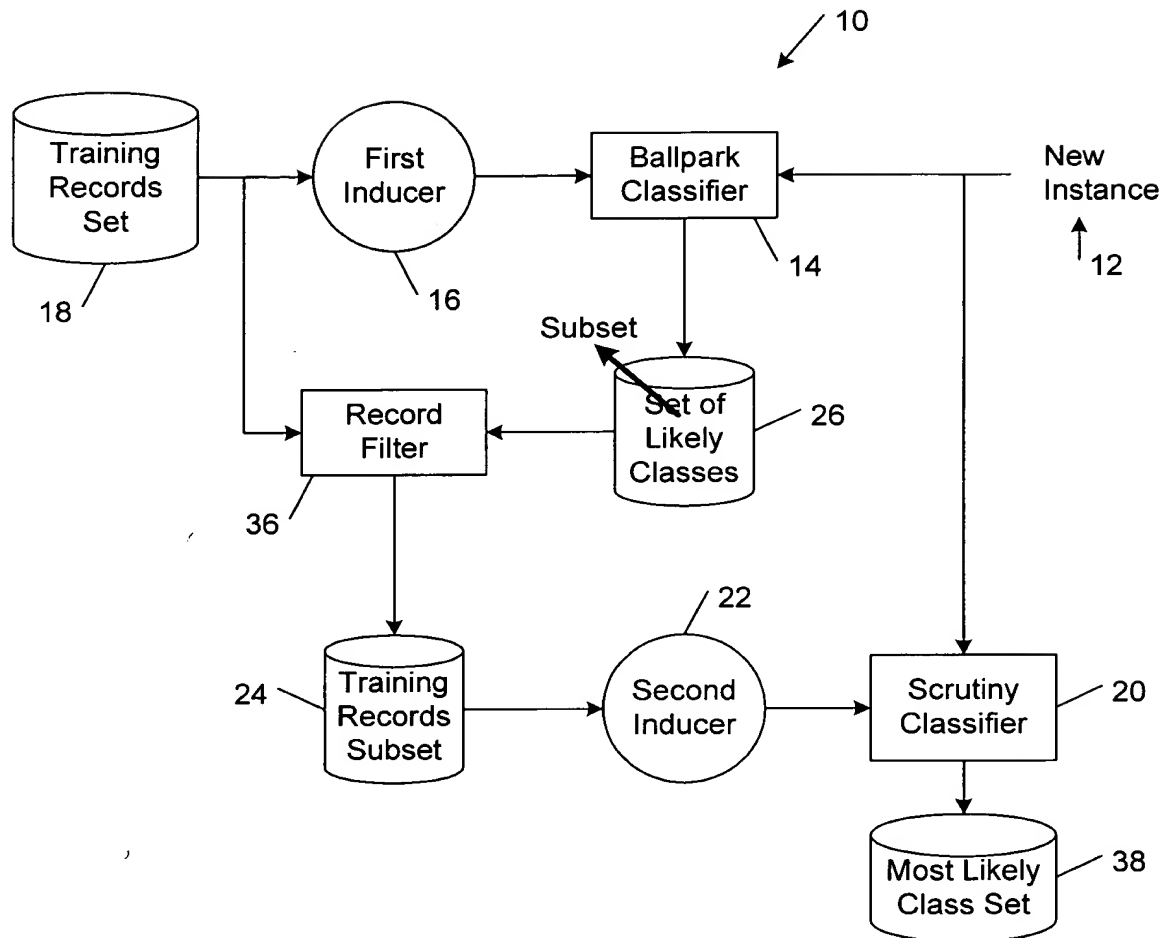 10
Training
Records
Set
First
Inducer
Ballpark
Classifier
New
Instance
18
16
14
12
Subset
Record
Filter
Set of
Likely
Classes
26
36
22
24
Training
Records
Subset
Second
Inducer
Scrutiny
Classifier
20
Most Likely
Class Set
38